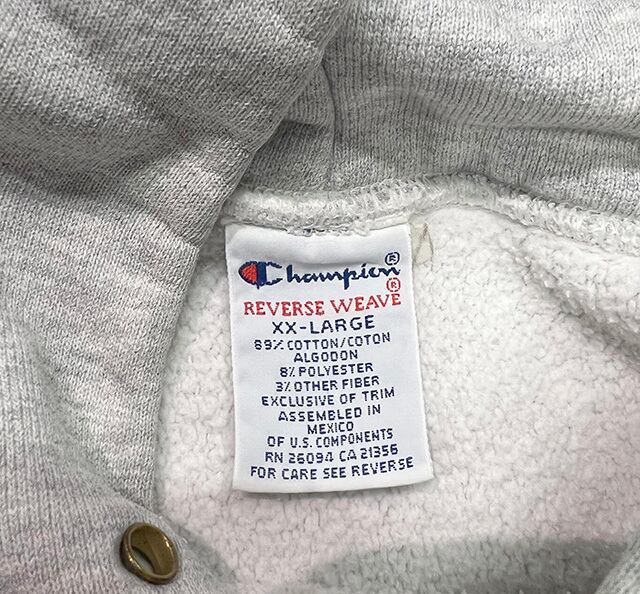 Champion®
REVERSE WEAVE®
XX-LARGE
89% COTTON/COTON
ALGODON
8% POLYESTER
3% OTHER FIBER
EXCLUSIVE OF TRIM
ASSEMBLED IN
MEXICO
OF U.S. COMPONENTS
RN 26094 CA 21356
FOR CARE SEE REVERSE